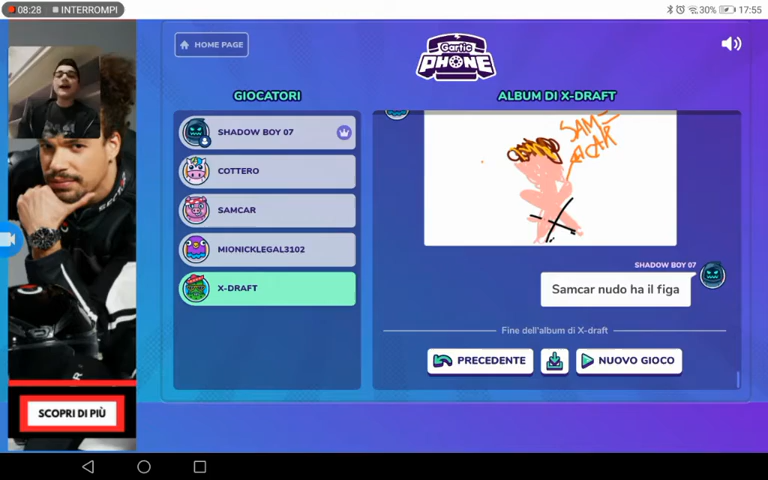 08:28 INTERROMPI
30% 17:55
HOME PAGE
Gartic
PHONE
GIOCATORI
ALBUM DI X-DRAFT
SHADOW BOY 07
COTTERO
SAMCAR
MIONICKLEGAL3102
X-DRAFT
SAM
CAR
SHADOW BOY 07
Samcar nudo ha il figa
Fine dell'album di X-draft
PRECEDENTE
NUOVO GIOCO
SCOPRI DI PIÙ